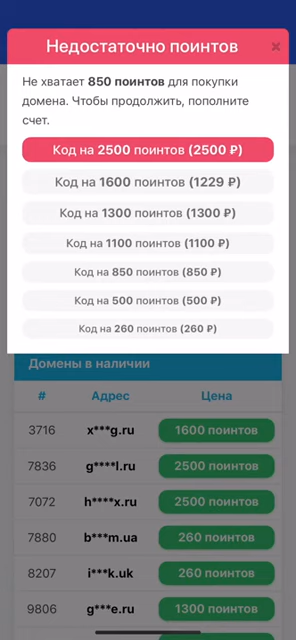 Недостаточно поинтов ×
Не хватает 850 поинтов для покупки
домена. Чтобы продолжить, пополните
счет.
Код на 2500 поинтов (2500 ₽)
Код на 1600 поинтов (1229 ₽)
Код на 1300 поинтов (1300 ₽)
Код на 1100 поинтов (1100 ₽)
Код на 850 поинтов (850 ₽)
Код на 500 поинтов (500 ₽)
Код на 260 поинтов (260 ₽)
Домены в наличии
# Адрес Цена
3716 x***g.ru 1600 поинтов
7836 g****l.ru 2500 поинтов
7072 h****x.ru 2500 поинтов
7880 b***m.ua 260 поинтов
8207 i***k.uk 260 поинтов
9806 g***e.ru 1300 поинтов